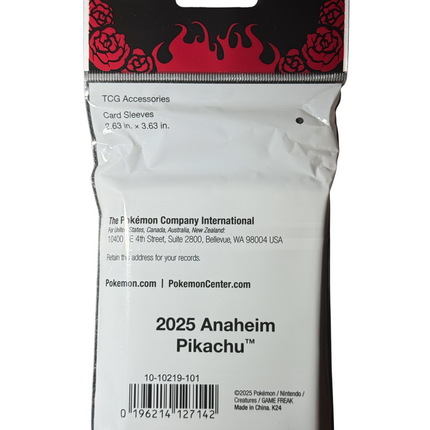 TCG Accessories
Card Sleeves
2.63 in. x 3.63 in.
The Pokémon Company International
For United States, Canada, Australia, New Zealand:
10400 NE 4th Street, Suite 2800, Bellevue, WA 98004 USA
Retain this address for your records.
Pokemon.com | PokemonCenter.com
2025 Anaheim
Pikachu™
10-10219-101
0 196214 127142
©2025 Pokémon / Nintendo /
Creatures / GAME FREAK
Made in China. K24